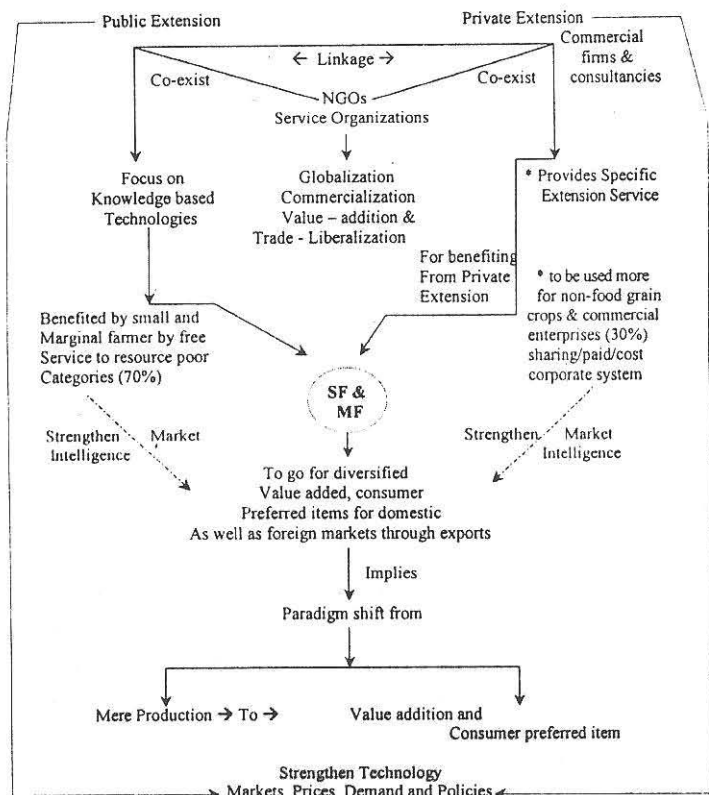 Public Extension
Private Extension
Commercial
firms &
consultancies
← Linkage →
Co-exist
Co-exist
NGOs
Service Organizations
Focus on
Knowledge based
Technologies
Globalization
Commercialization
Value – addition &
Trade - Liberalization
* Provides Specific
Extension Service
For benefiting
From Private
Extension
* to be used more
for non-food grain
crops & commercial
enterprises (30%)
sharing/paid/cost
corporate system
Benefited by small and
Marginal farmer by free
Service to resource poor
Categories (70%)
SF &
MF
Strengthen Market
Intelligence
Strengthen Market
Intelligence
To go for diversified
Value added, consumer
Preferred items for domestic
As well as foreign markets through exports
Implies
Paradigm shift from
Mere Production → To →
Value addition and
Consumer preferred item
Strengthen Technology
Markets, Prices, Demand and Policies